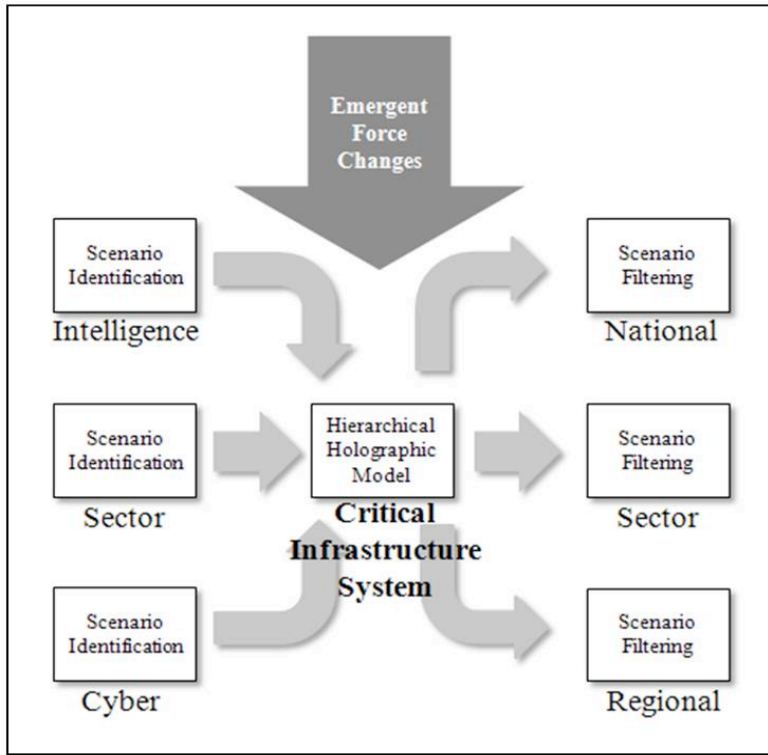 Emergent
Force
Changes
Scenario
Identification
Intelligence
Scenario
Filtering
National
Scenario
Identification
Sector
Hierarchical
Holographic
Model
Critical
Infrastructure
System
Scenario
Filtering
Sector
Scenario
Identification
Cyber
Scenario
Filtering
Regional